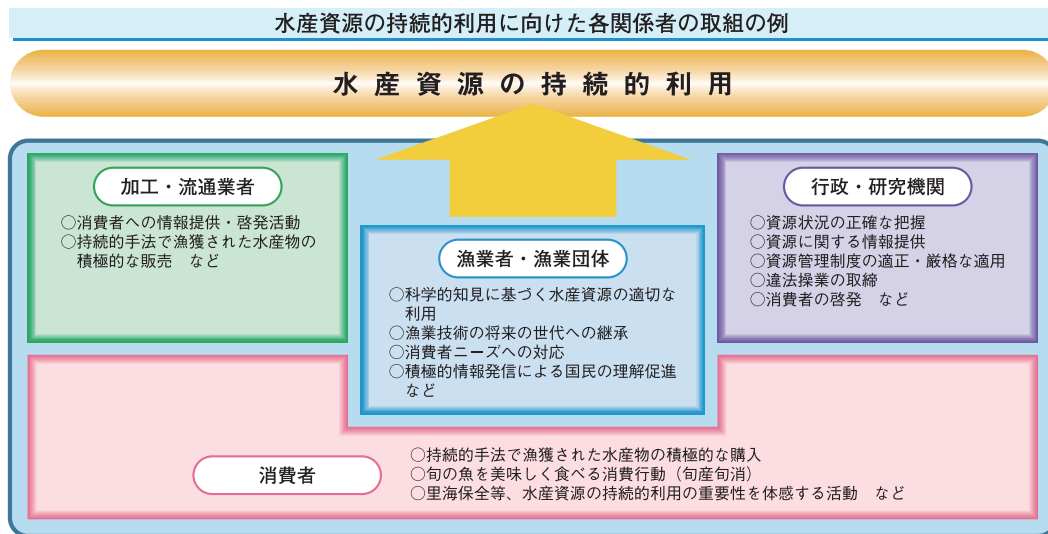 水産資源の持続的利用に向けた各関係者の取組の例
水産資源の持続的利用
加工・流通業者
○消費者への情報提供・啓発活動
○持続的手法で漁獲された水産物の
積極的な販売　など
漁業者・漁業団体
○科学的知見に基づく水産資源の適切な
利用
○漁業技術の将来の世代への継承
○消費者ニーズへの対応
○積極的情報発信による国民の理解促進
など
行政・研究機関
○資源状況の正確な把握
○資源に関する情報提供
○資源管理制度の適正・厳格な適用
○違法操業の取締
○消費者の啓発　など
消費者
○持続的手法で漁獲された水産物の積極的な購入
○旬の魚を美味しく食べる消費行動（旬産旬消）
○里海保全等、水産資源の持続的利用の重要性を体感する活動　など